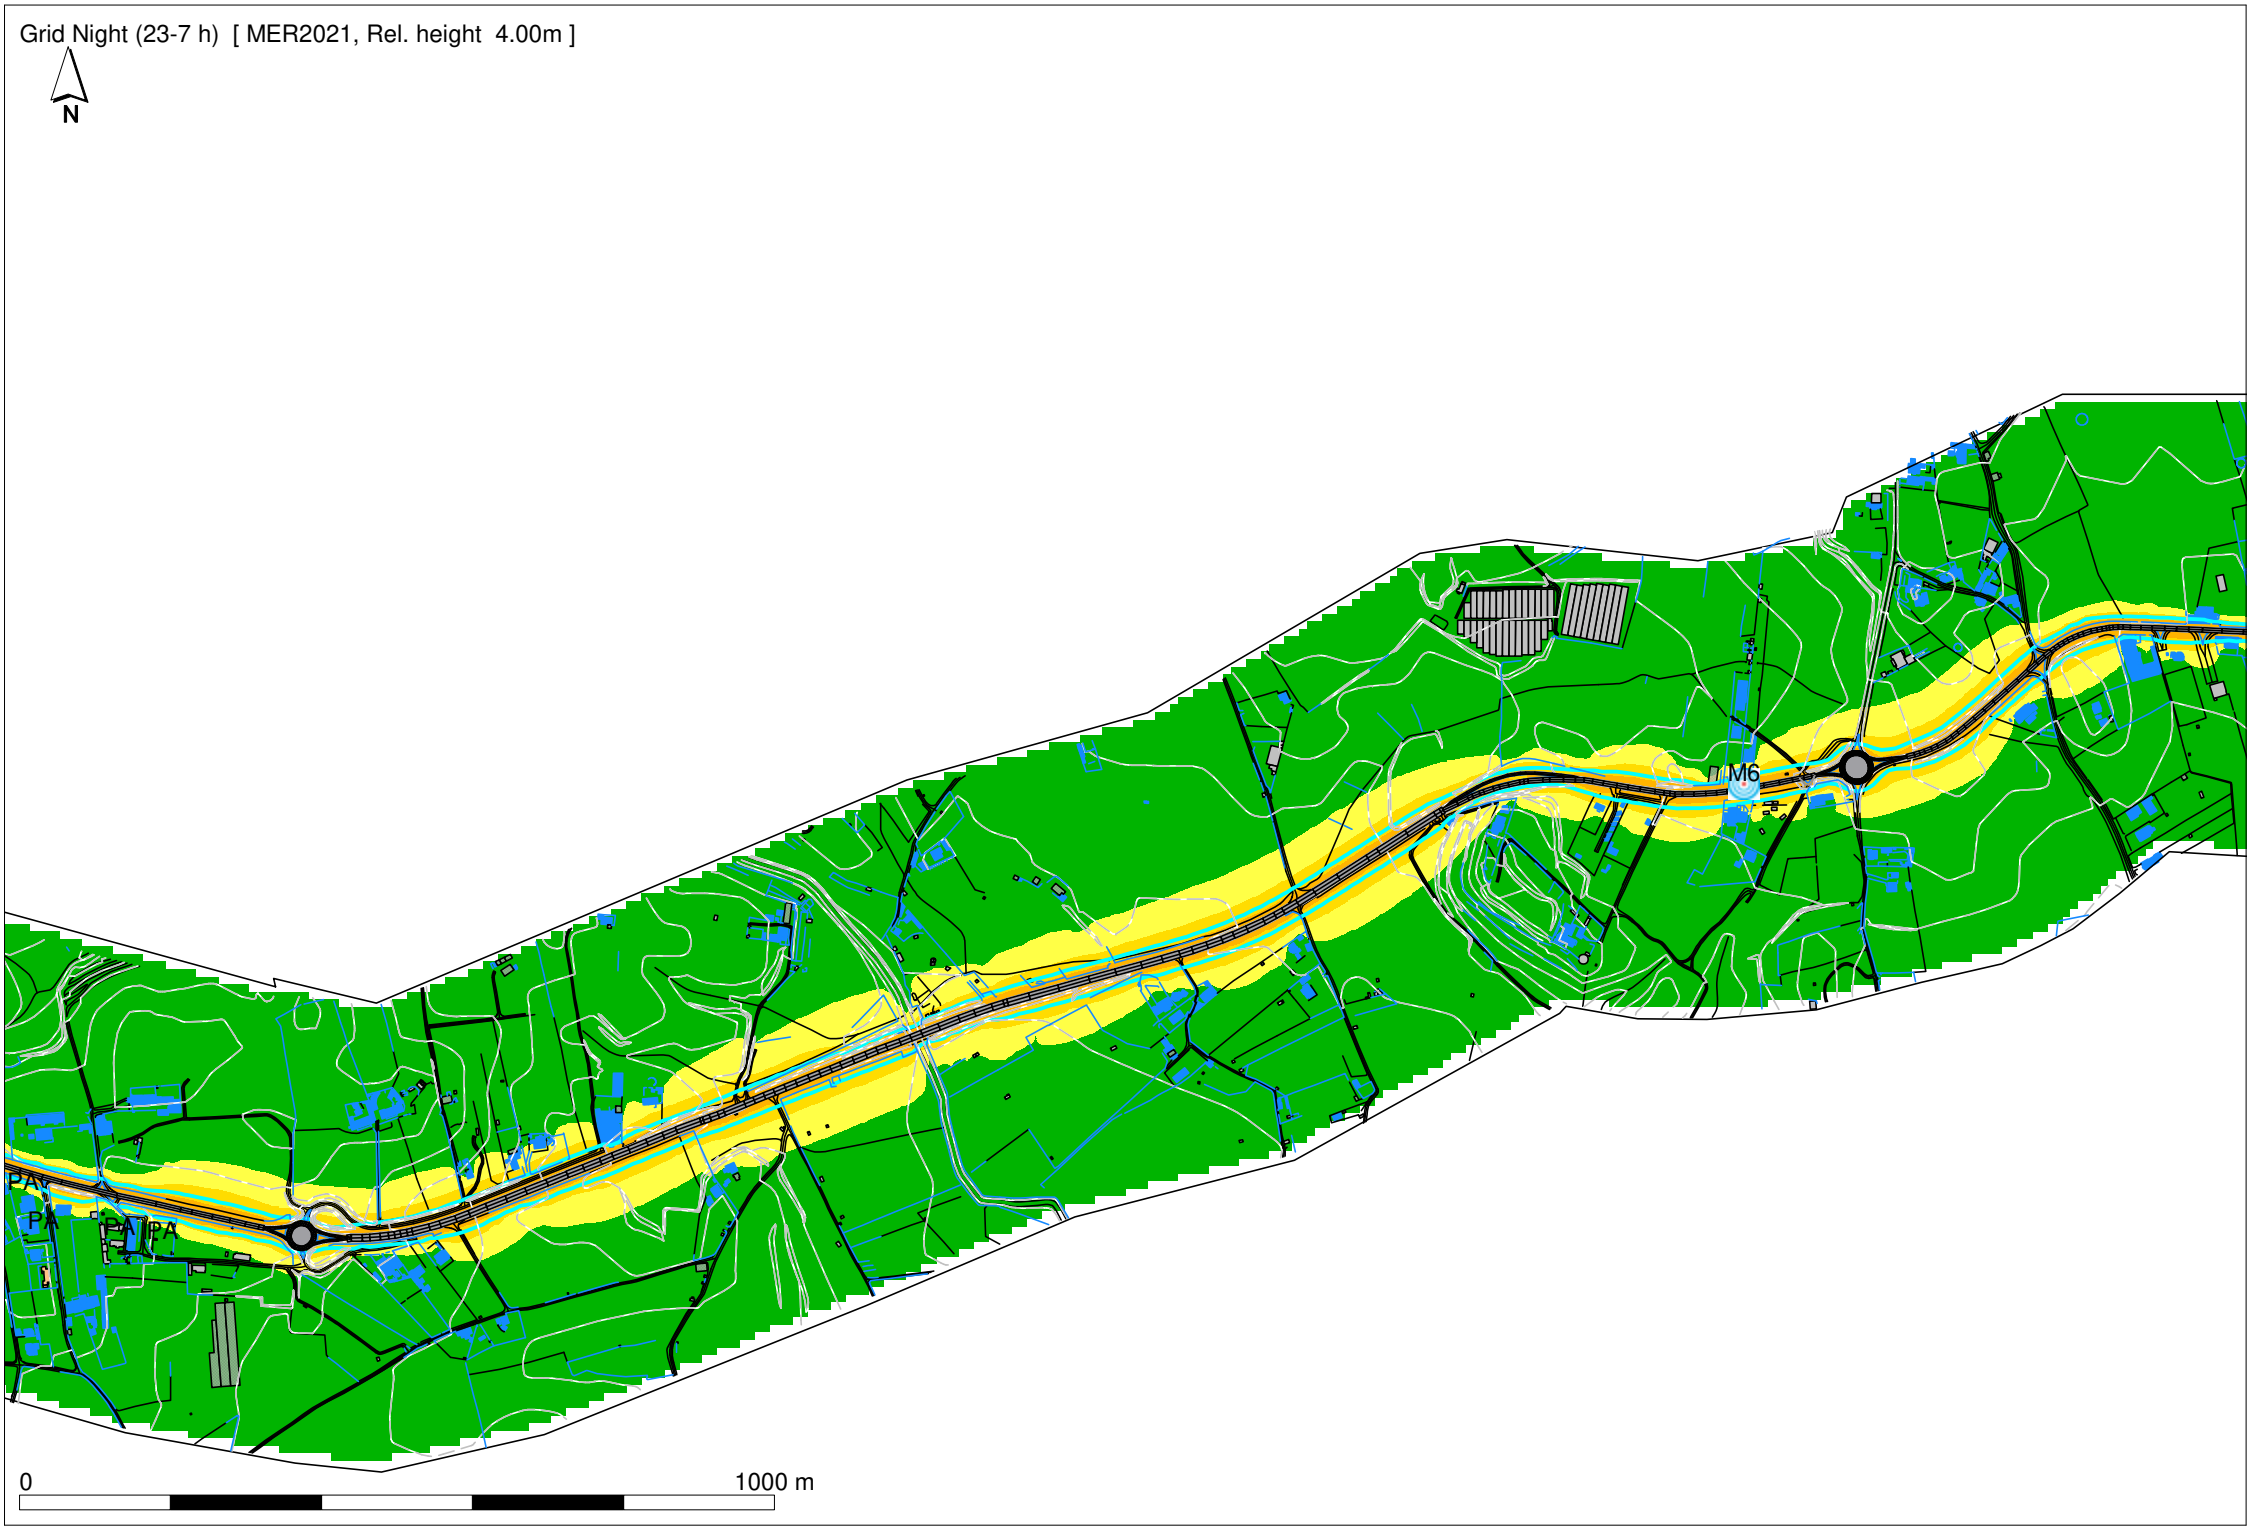 Grid Night (23-7 h) [ MER2021, Rel. height 4.00m ]
N
M6
PA
PA
PA
PA
0
1000 m